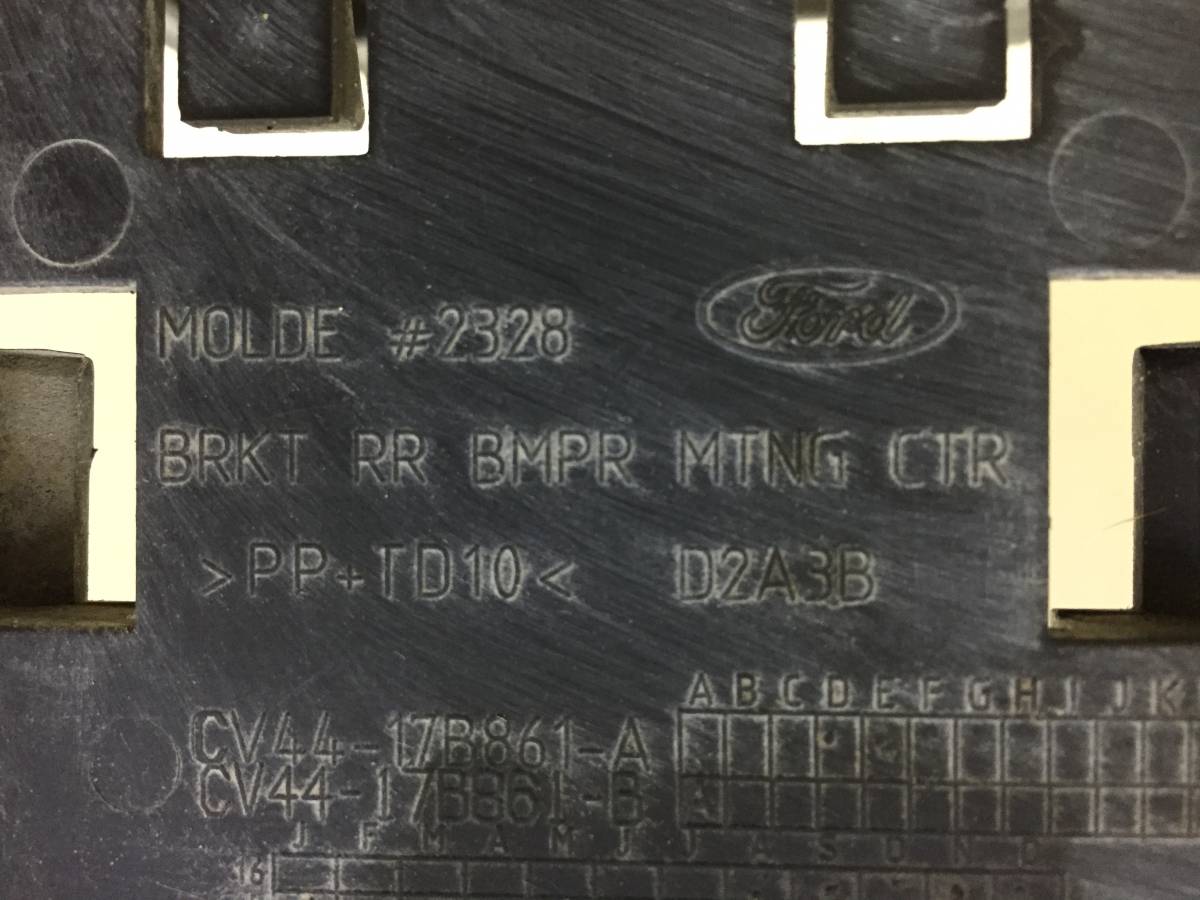 MOLDE #2328
Ford
BRKT RR BMPR MTNG CTR
>PP+TD10< D2A3B
A B C D E F G H I J K
CV44-17B861-A
CV44-17B861-B A
J F M A M J J A S O N D
16